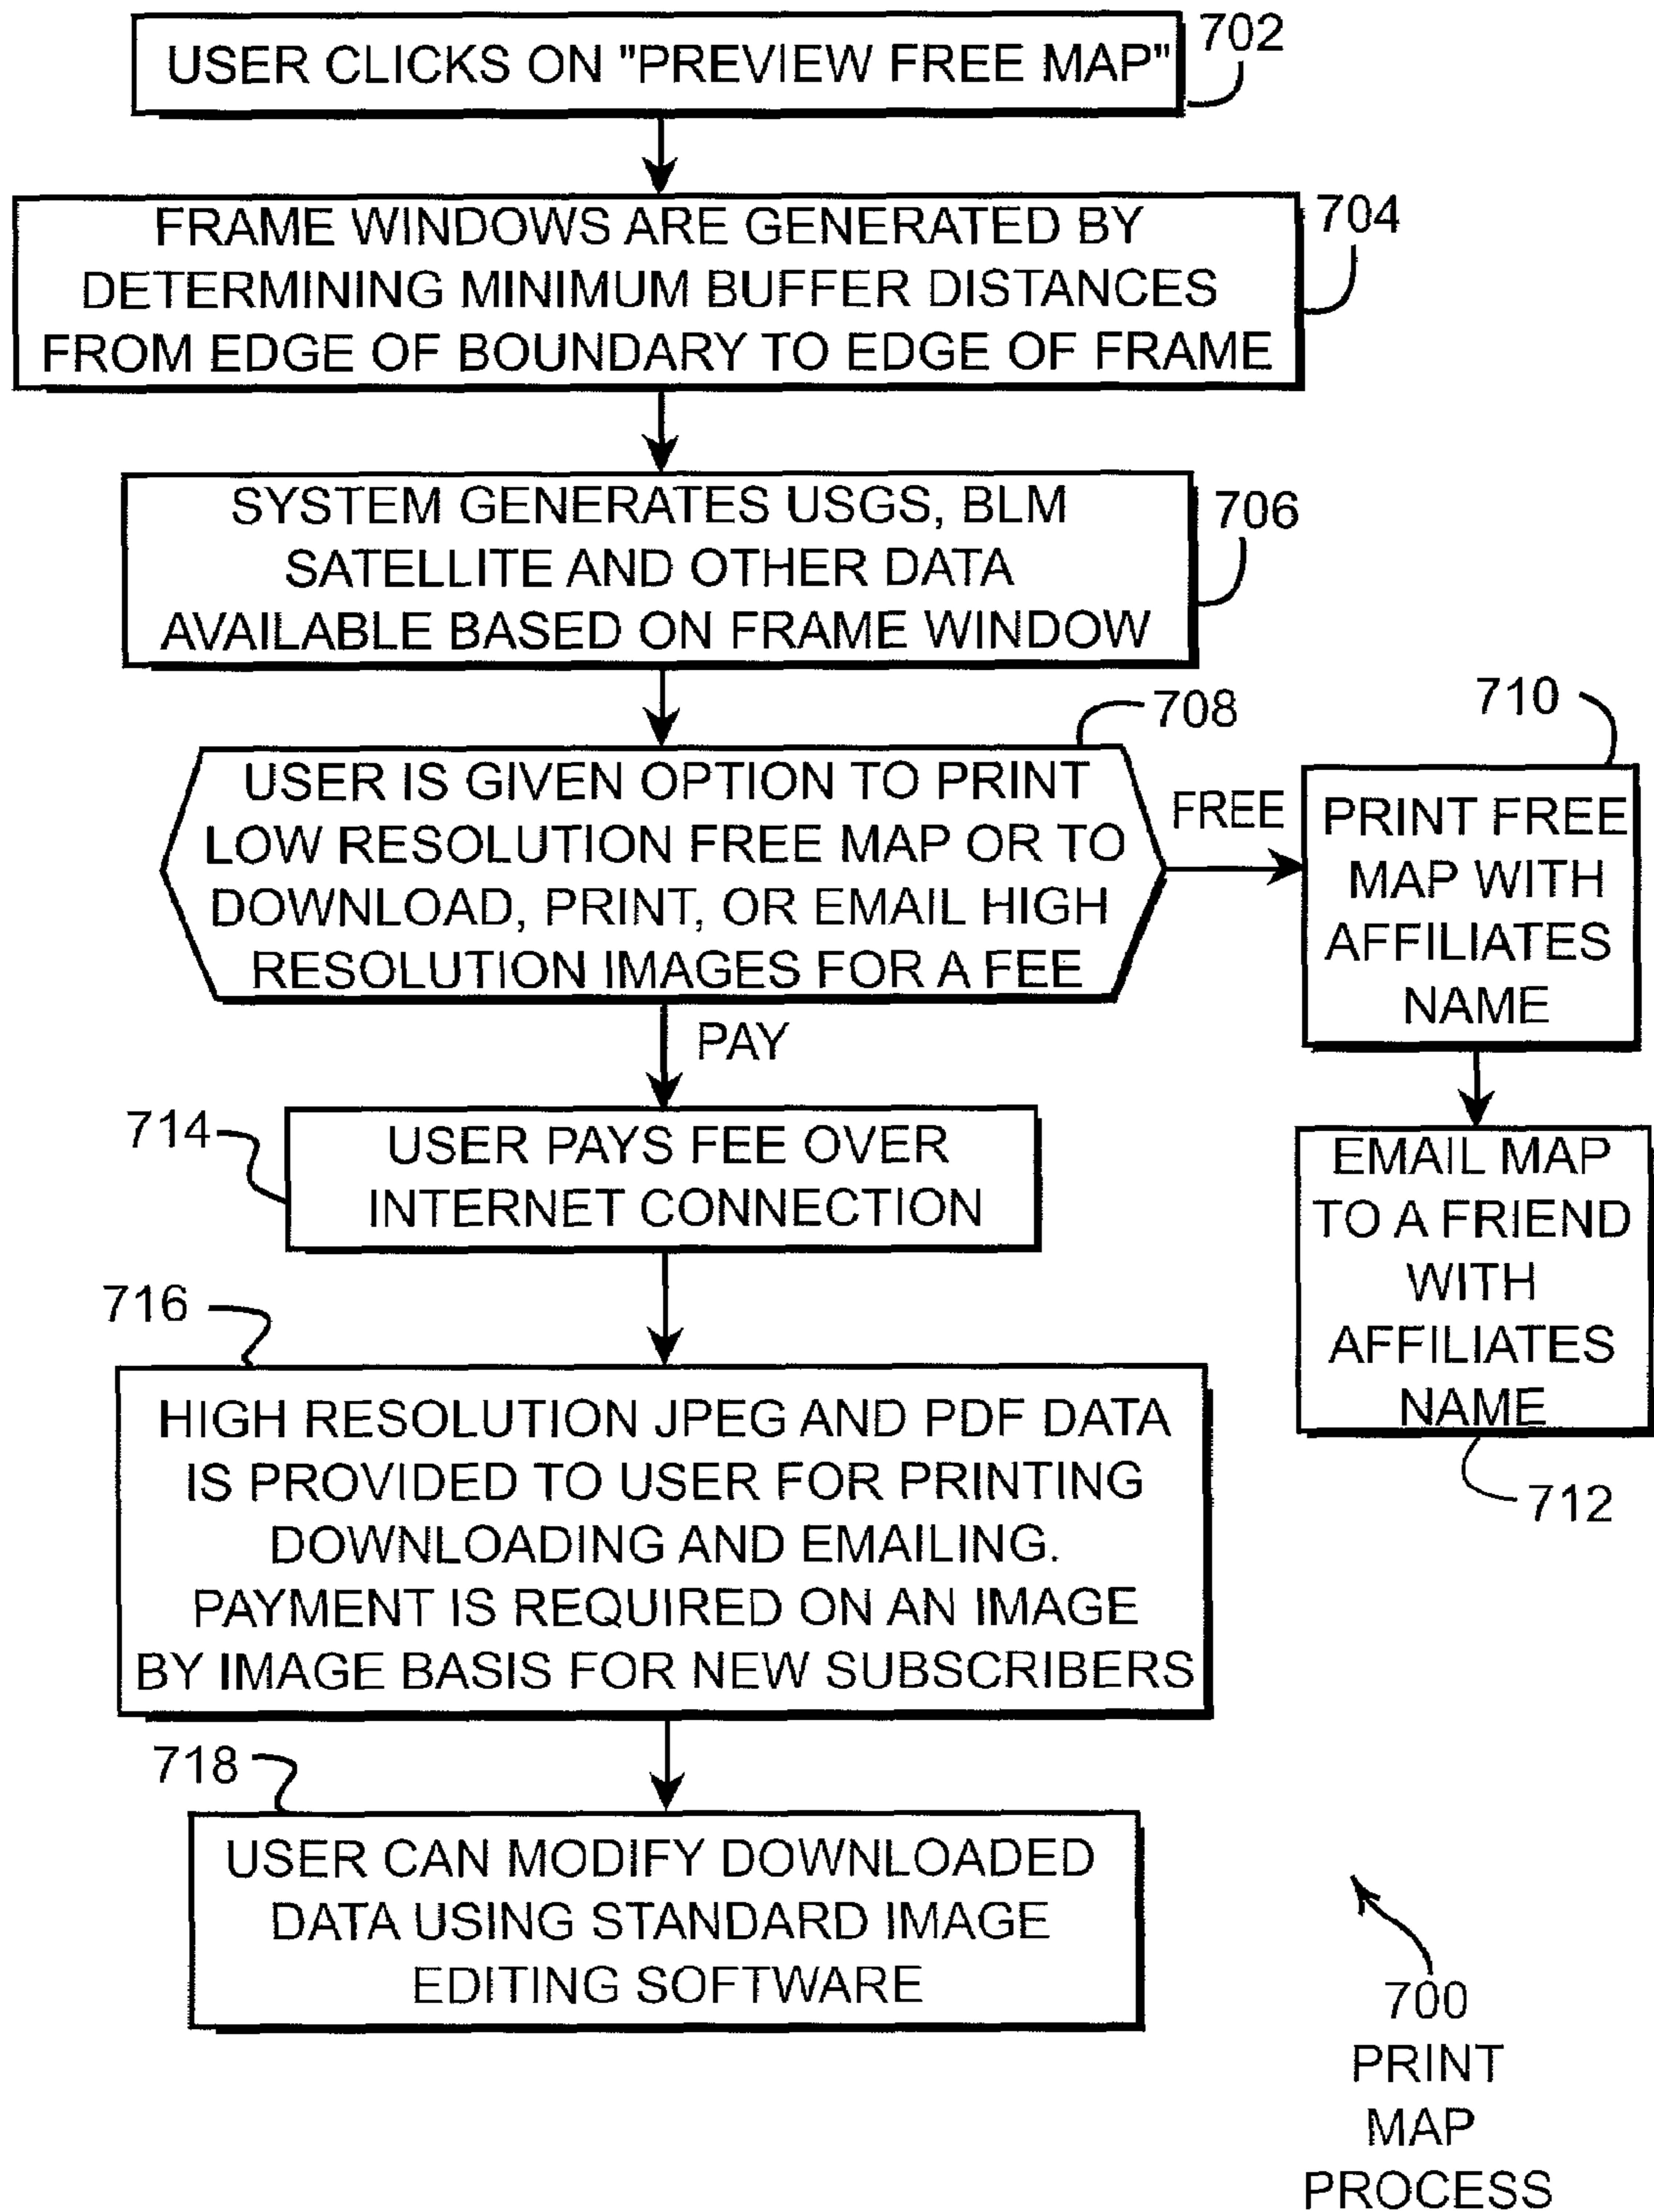 USER CLICKS ON "PREVIEW FREE MAP"
702
FRAME WINDOWS ARE GENERATED BY
DETERMINING MINIMUM BUFFER DISTANCES
FROM EDGE OF BOUNDARY TO EDGE OF FRAME
704
SYSTEM GENERATES USGS, BLM
SATELLITE AND OTHER DATA
AVAILABLE BASED ON FRAME WINDOW
706
708
USER IS GIVEN OPTION TO PRINT
LOW RESOLUTION FREE MAP OR TO
DOWNLOAD, PRINT, OR EMAIL HIGH
RESOLUTION IMAGES FOR A FEE
FREE
710
PRINT FREE
MAP WITH
AFFILIATES
NAME
EMAIL MAP
TO A FRIEND
WITH
AFFILIATES
NAME
712
PAY
714
USER PAYS FEE OVER
INTERNET CONNECTION
716
HIGH RESOLUTION JPEG AND PDF DATA
IS PROVIDED TO USER FOR PRINTING
DOWNLOADING AND EMAILING.
PAYMENT IS REQUIRED ON AN IMAGE
BY IMAGE BASIS FOR NEW SUBSCRIBERS
718
USER CAN MODIFY DOWNLOADED
DATA USING STANDARD IMAGE
EDITING SOFTWARE
700
PRINT
MAP
PROCESS